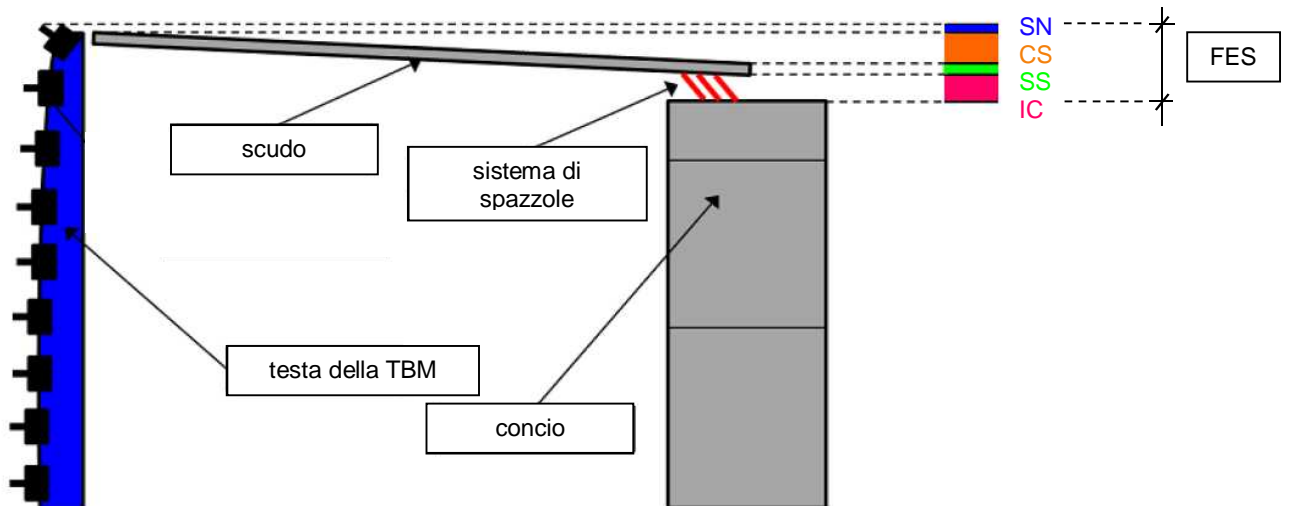 SN
CS
SS
IC
FES
scudo
sistema di
spazzole
testa della TBM
concio